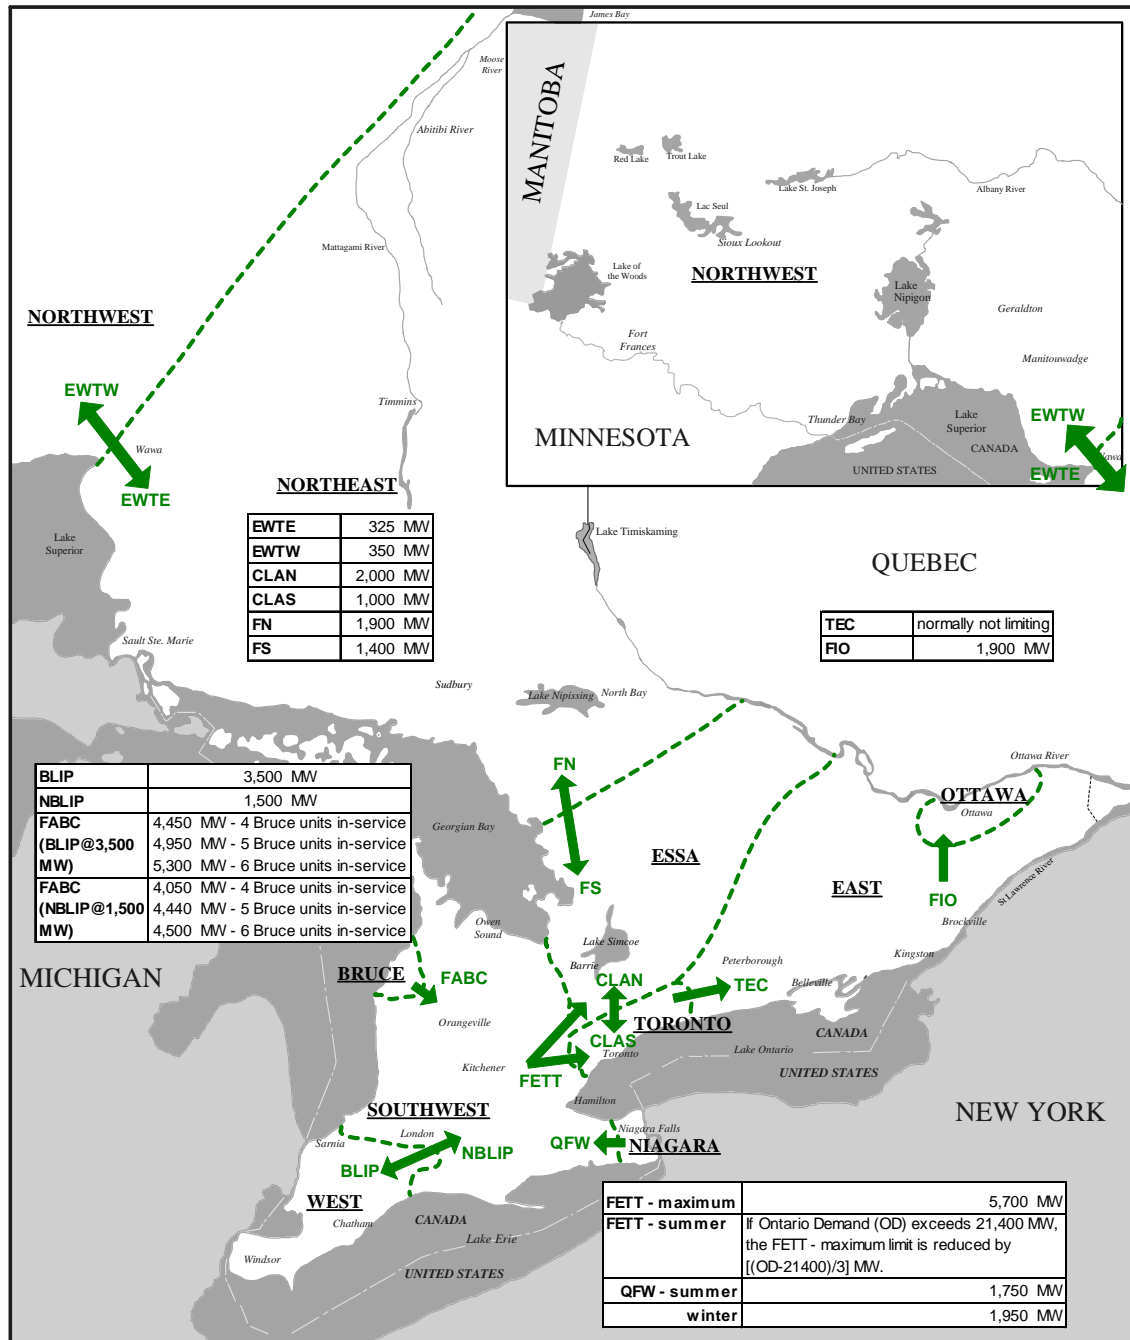 James Bay
Moose
River
Abitibi River
Mattagami River
NORTHWEST
EWTW
Wawa
EWTE
Timmins
NORTHEAST
Lake
Superior
MANITOBA
Red Lake
Trout Lake
Lake St. Joseph
Albany River
Lac Seul
Sioux Lookout
Lake of
the Woods
NORTHWEST
Lake
Nipigon
Geraldton
Fort
Frances
Manitouwadge
Thunder Bay
Lake
Superior
MINNESOTA
CANADA
UNITED STATES
EWTW
EWTE
EWTE 325 MW
EWTW 350 MW
CLAN 2,000 MW
CLAS 1,000 MW
FN 1,900 MW
FS 1,400 MW
Lake Timiskaming
QUEBEC
TEC normally not limiting
FIO 1,900 MW
Sault Ste. Marie
Sudbury
Lake Nipissing
North Bay
BLIP 3,500 MW
NBLIP 1,500 MW
FABC 4,450 MW - 4 Bruce units in-service
(BLIP@3,500 4,950 MW - 5 Bruce units in-service
MW) 5,300 MW - 6 Bruce units in-service
FABC 4,050 MW - 4 Bruce units in-service
(NBLIP@1,500 4,440 MW - 5 Bruce units in-service
MW) 4,500 MW - 6 Bruce units in-service
FN
FS
Georgian Bay
ESSA
Ottawa River
OTTAWA
Ottawa
EAST
FIO
St Lawrence River
Brockville
Kingston
Owen
Sound
Lake Simcoe
Barrie
Peterborough
Belleville
MICHIGAN
BRUCE
FABC
Orangeville
CLAN
CLAS
TEC
TORONTO
Toronto
CANADA
Lake Ontario
UNITED STATES
Kitchener
FETT
Hamilton
NEW YORK
SOUTHWEST
London
Sarnia
NBLIP
BLIP
QFW
Niagara Falls
NIAGARA
WEST
Chatham
CANADA
Lake Erie
Windsor
UNITED STATES
FETT - maximum 5,700 MW
FETT - summer If Ontario Demand (OD) exceeds 21,400 MW,
the FETT - maximum limit is reduced by
[(OD-21400)/3] MW.
QFW - summer 1,750 MW
winter 1,950 MW